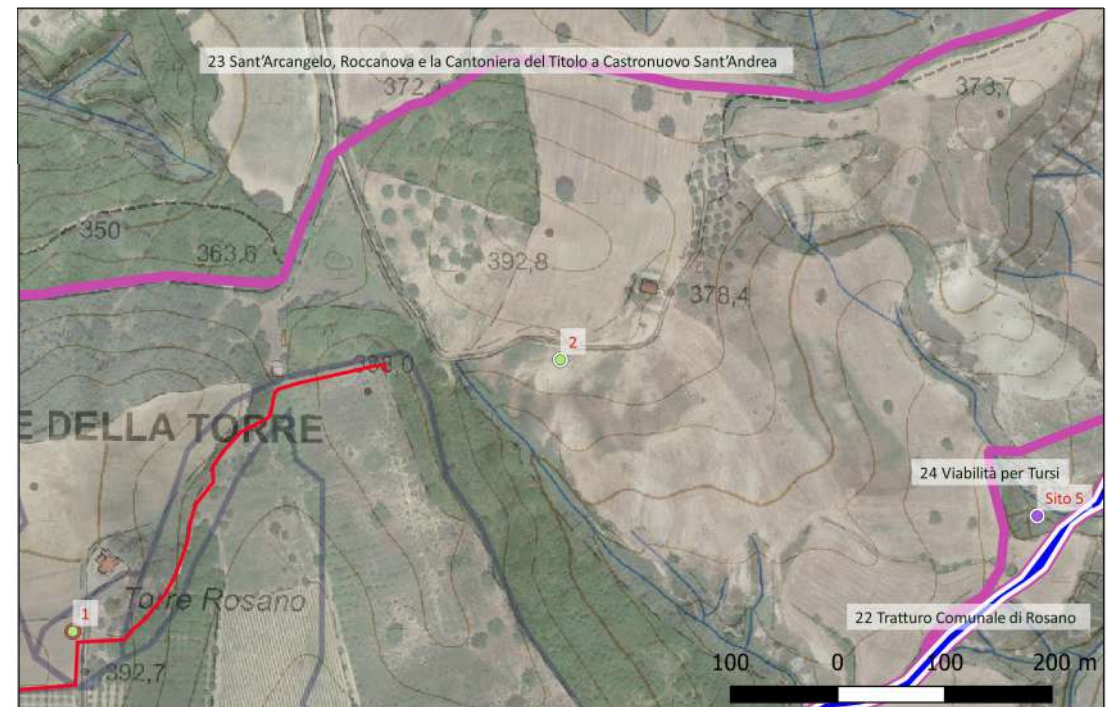 23 Sant'Arcangelo, Roccanova e la Cantoniera del Titolo a Castronuovo Sant'Andrea
373,7
350
363,6
392,8
378,4
2
E DELLA TORRE
24 Viabilità per Tursi
Sito 5
Torre Rosano
1
22 Tratturo Comunale di Rosano
392,7
100 0 100 200 m